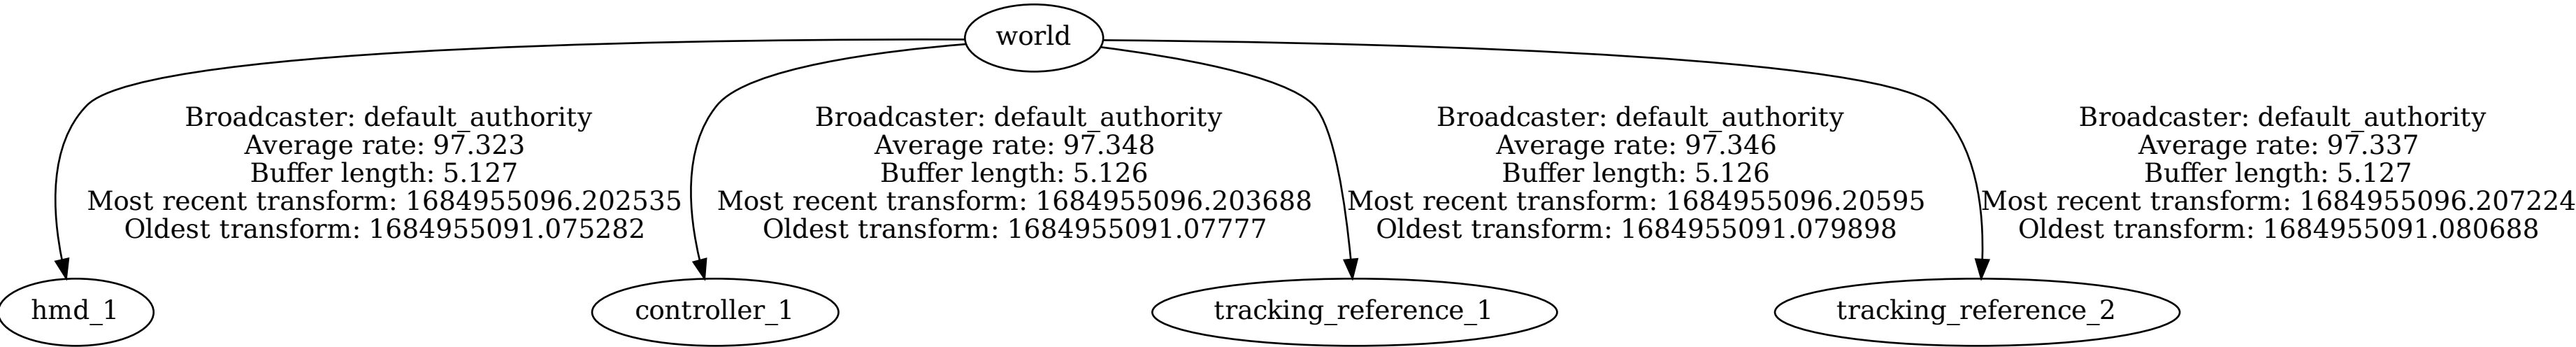 world
Broadcaster: default_authority
Average rate: 97.323
Buffer length: 5.127
Most recent transform: 1684955096.202535
Oldest transform: 1684955091.075282
Broadcaster: default_authority
Average rate: 97.348
Buffer length: 5.126
Most recent transform: 1684955096.203688
Oldest transform: 1684955091.07777
Broadcaster: default_authority
Average rate: 97.346
Buffer length: 5.126
Most recent transform: 1684955096.20595
Oldest transform: 1684955091.079898
Broadcaster: default_authority
Average rate: 97.337
Buffer length: 5.127
Most recent transform: 1684955096.207224
Oldest transform: 1684955091.080688
hmd_1
controller_1
tracking_reference_1
tracking_reference_2